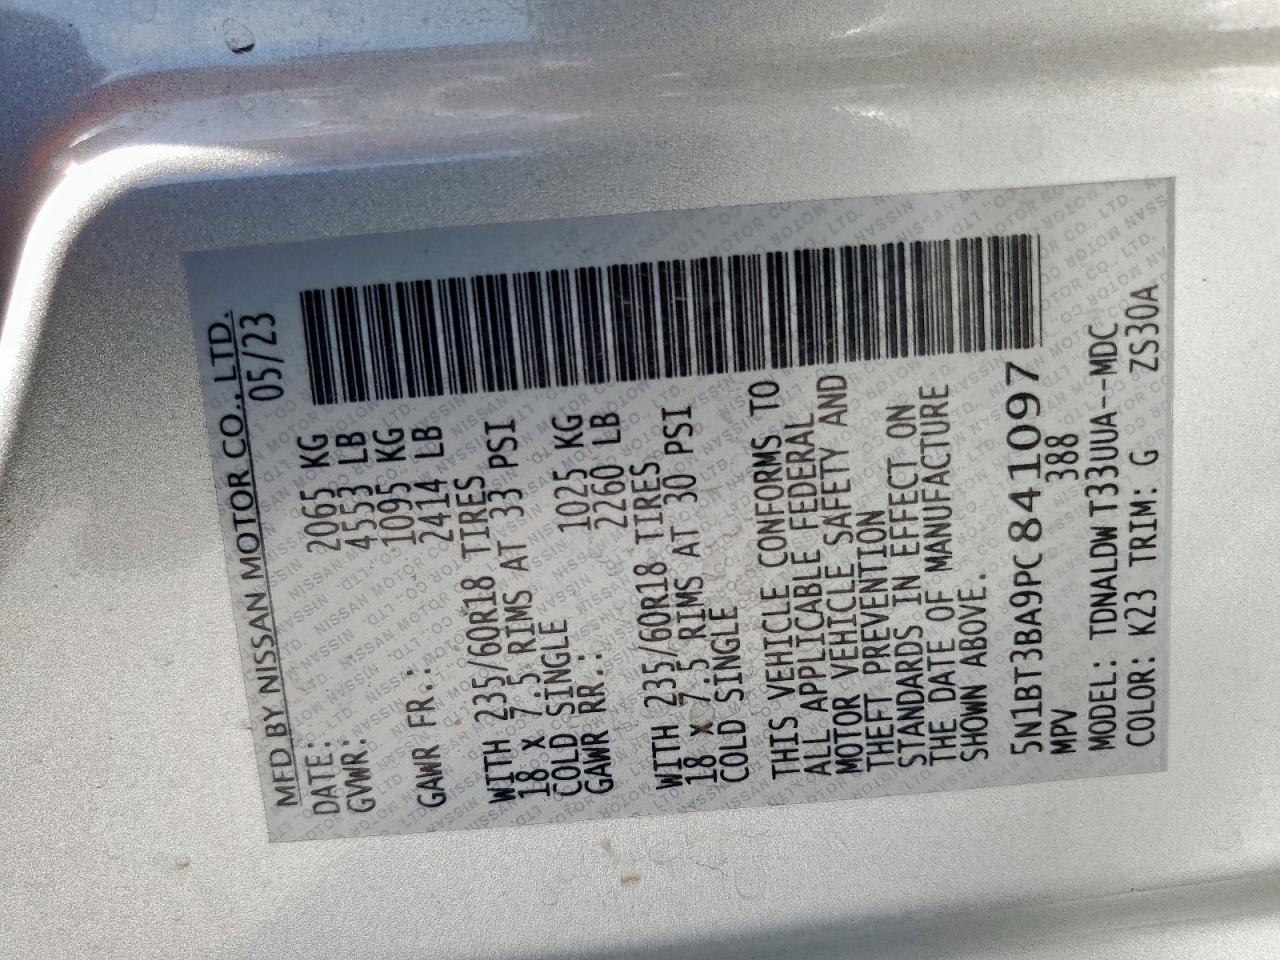 MFD BY NISSAN MOTOR CO., LTD.
DATE: 05/23
GVWR: 2065 KG
4553 LB
GAWR FR.: 1095 KG
2414 LB
WITH 235/60R18 TIRES
18 x 7.5 RIMS AT 33 PSI
COLD SINGLE
GAWR RR.: 1025 KG
2260 LB
WITH 235/60R18 TIRES
18 x 7.5 RIMS AT 30 PSI
COLD SINGLE
THIS VEHICLE CONFORMS TO
ALL APPLICABLE FEDERAL
MOTOR VEHICLE SAFETY AND
THEFT PREVENTION
STANDARDS IN EFFECT ON
THE DATE OF MANUFACTURE
SHOWN ABOVE.
5N1BT3BA9PC841097
MPV 388
MODEL: TDNALDWT33UUA--MDC
COLOR: K23 TRIM: G ZS30A